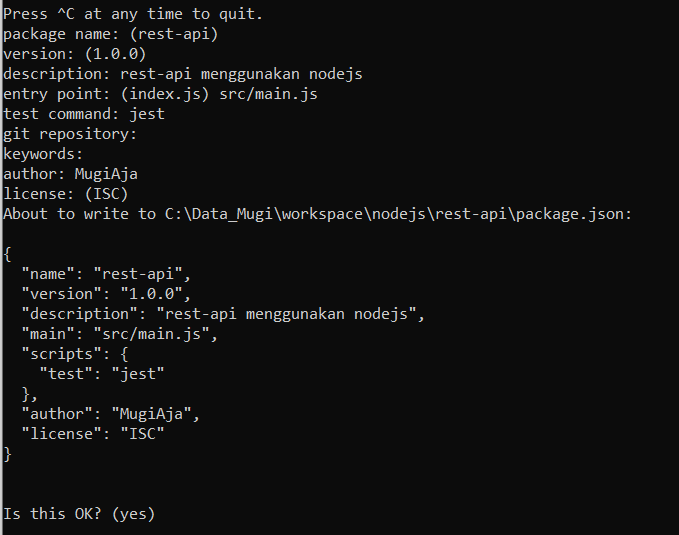 Press ^C at any time to quit.
package name: (rest-api)
version: (1.0.0)
description: rest-api menggunakan nodejs
entry point: (index.js) src/main.js
test command: jest
git repository:
keywords:
author: MugiAja
license: (ISC)
About to write to C:\Data_Mugi\workspace\nodejs\rest-api\package.json:
{
  "name": "rest-api",
  "version": "1.0.0",
  "description": "rest-api menggunakan nodejs",
  "main": "src/main.js",
  "scripts": {
    "test": "jest"
  },
  "author": "MugiAja",
  "license": "ISC"
}
Is this OK? (yes)